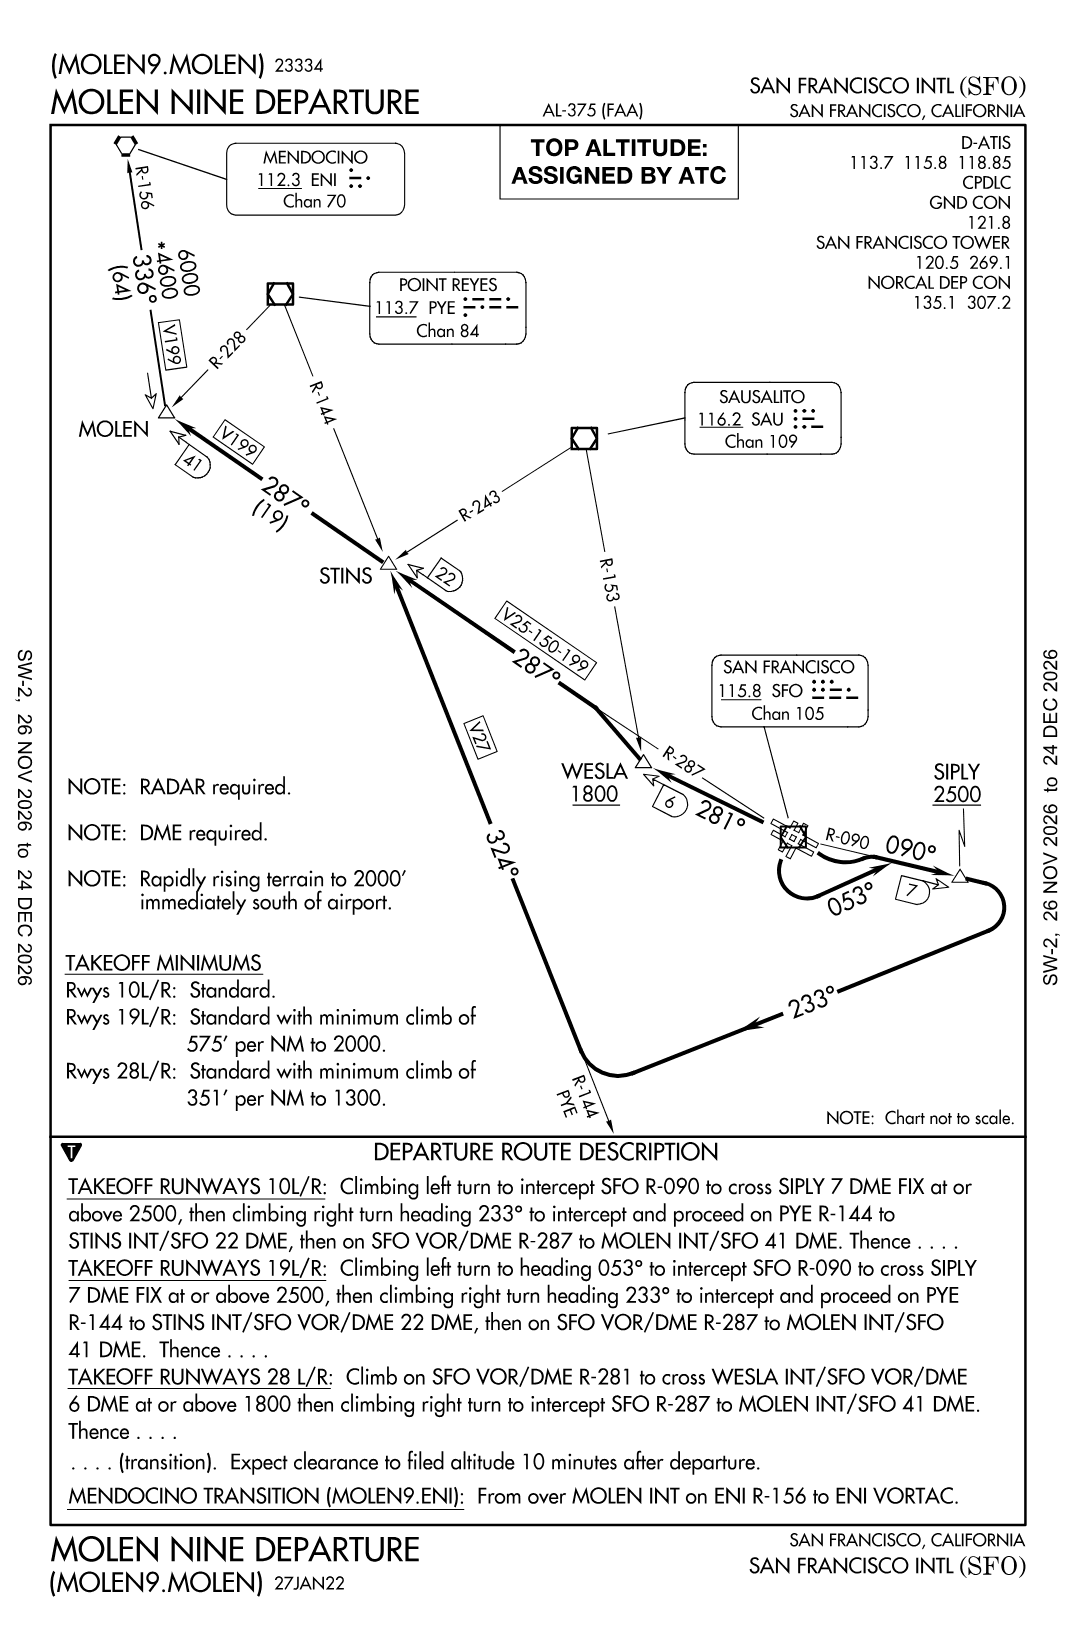 (MOLEN9.MOLEN) 23334
MOLEN NINE DEPARTURE
AL-375 (FAA)
SAN FRANCISCO INTL (SFO)
SAN FRANCISCO, CALIFORNIA
TOP ALTITUDE:
ASSIGNED BY ATC
D-ATIS
113.7 115.8 118.85
CPDLC
GND CON
121.8
SAN FRANCISCO TOWER
120.5 269.1
NORCAL DEP CON
135.1 307.2
MENDOCINO
112.3 ENI
Chan 70
R-156
6000
*4600
336°
(64)
V199
POINT REYES
113.7 PYE
Chan 84
R-228
R-144
MOLEN
41
V199
287°
(19)
SAUSALITO
116.2 SAU
Chan 109
R-243
R-153
STINS
22
V25-150-199
287°
SAN FRANCISCO
115.8 SFO
Chan 105
V27
R-287
WESLA
1800
6
281°
SIPLY
2500
R-090
090°
7
053°
324°
233°
R-144
PYE
NOTE: RADAR required.
NOTE: DME required.
NOTE: Rapidly rising terrain to 2000′
immediately south of airport.
TAKEOFF MINIMUMS
Rwys 10L/R: Standard.
Rwys 19L/R: Standard with minimum climb of
575′ per NM to 2000.
Rwys 28L/R: Standard with minimum climb of
351′ per NM to 1300.
NOTE: Chart not to scale.
SW-2, 26 NOV 2026 to 24 DEC 2026
SW-2, 26 NOV 2026 to 24 DEC 2026
T
DEPARTURE ROUTE DESCRIPTION
TAKEOFF RUNWAYS 10L/R: Climbing left turn to intercept SFO R-090 to cross SIPLY 7 DME FIX at or
above 2500, then climbing right turn heading 233° to intercept and proceed on PYE R-144 to
STINS INT/SFO 22 DME, then on SFO VOR/DME R-287 to MOLEN INT/SFO 41 DME. Thence . . . .
TAKEOFF RUNWAYS 19L/R: Climbing left turn to heading 053° to intercept SFO R-090 to cross SIPLY
7 DME FIX at or above 2500, then climbing right turn heading 233° to intercept and proceed on PYE
R-144 to STINS INT/SFO VOR/DME 22 DME, then on SFO VOR/DME R-287 to MOLEN INT/SFO
41 DME. Thence . . . .
TAKEOFF RUNWAYS 28 L/R: Climb on SFO VOR/DME R-281 to cross WESLA INT/SFO VOR/DME
6 DME at or above 1800 then climbing right turn to intercept SFO R-287 to MOLEN INT/SFO 41 DME.
Thence . . . .
. . . . (transition). Expect clearance to filed altitude 10 minutes after departure.
MENDOCINO TRANSITION (MOLEN9.ENI): From over MOLEN INT on ENI R-156 to ENI VORTAC.
MOLEN NINE DEPARTURE
(MOLEN9.MOLEN) 27JAN22
SAN FRANCISCO, CALIFORNIA
SAN FRANCISCO INTL (SFO)